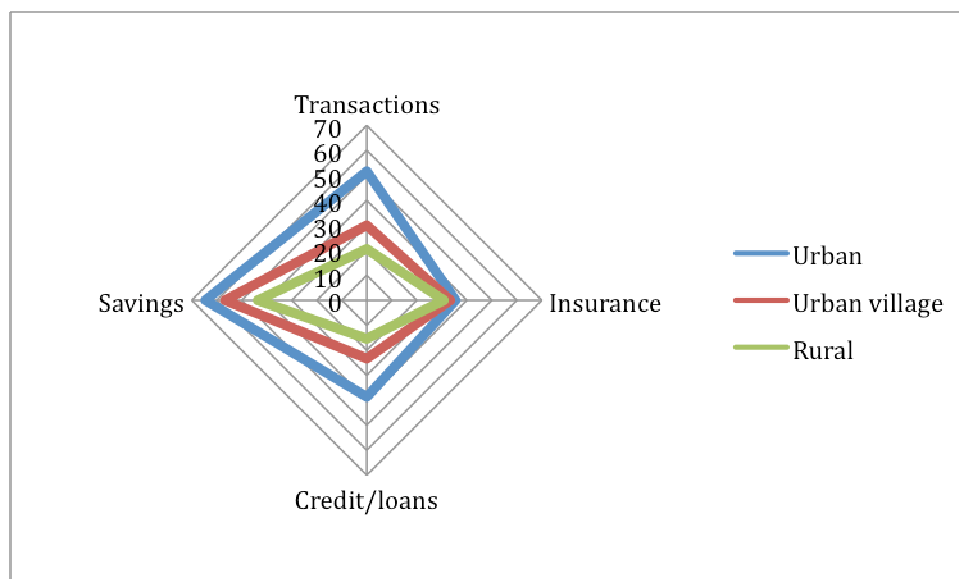 Transactions
70
60
50
40
30
20
10
0
Savings
Insurance
Credit/loans
Urban
Urban village
Rural